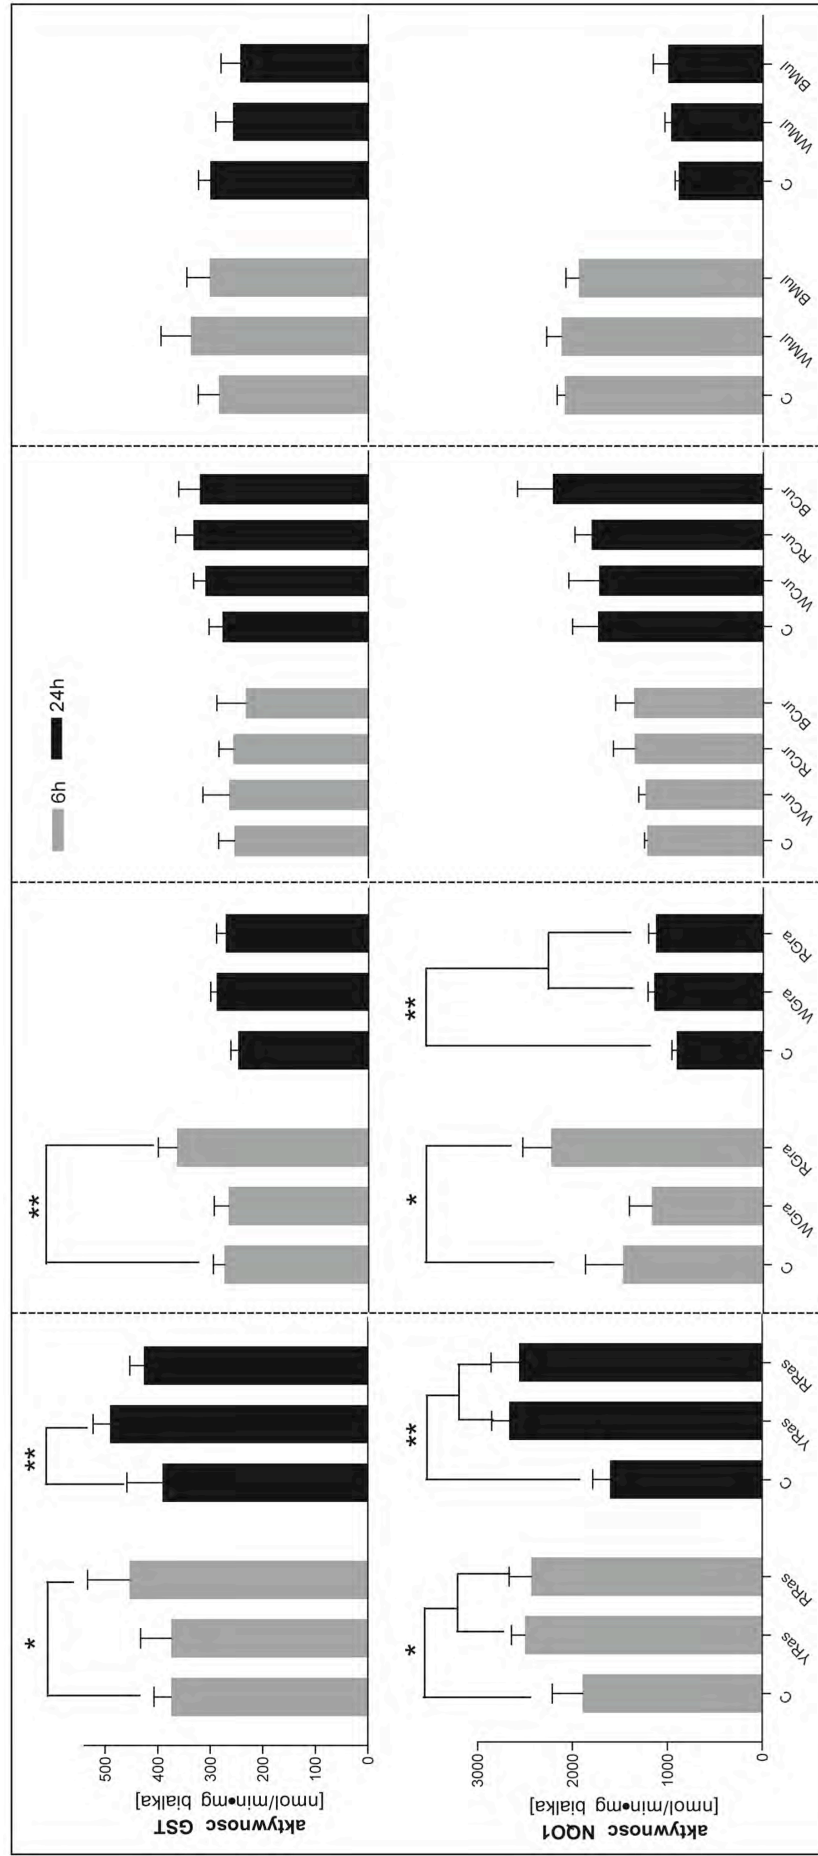 6h 24h
aktywnosc GST
[nmol/min•mg bialka]
500
400
300
200
100
0
*
**
**
aktywnosc NQO1
[nmol/min•mg bialka]
3000
2000
1000
0
*
**
*
**
C YRas RRas C YRas RRas C WGra RGra C WGra RGra C WCur RCur BCur C WCur RCur BCur C WMul BMul C WMul BMul